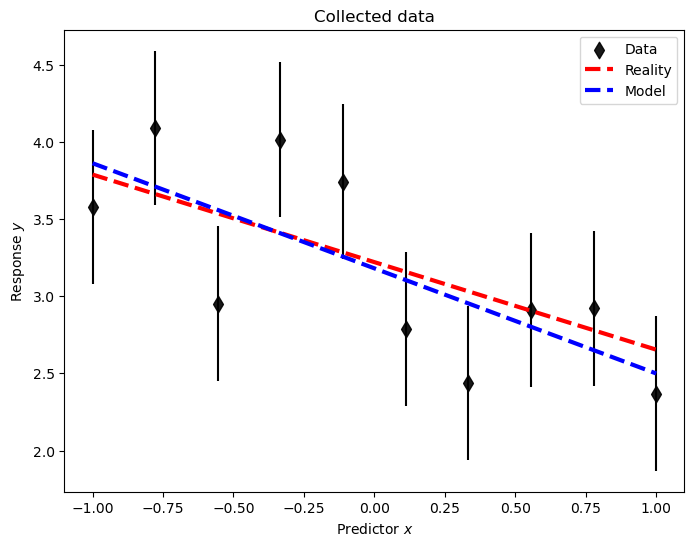 Collected data
Data
Reality
Model
4.5
4.0
3.5
3.0
2.5
2.0
Response y
−1.00 −0.75 −0.50 −0.25 0.00 0.25 0.50 0.75 1.00
Predictor x